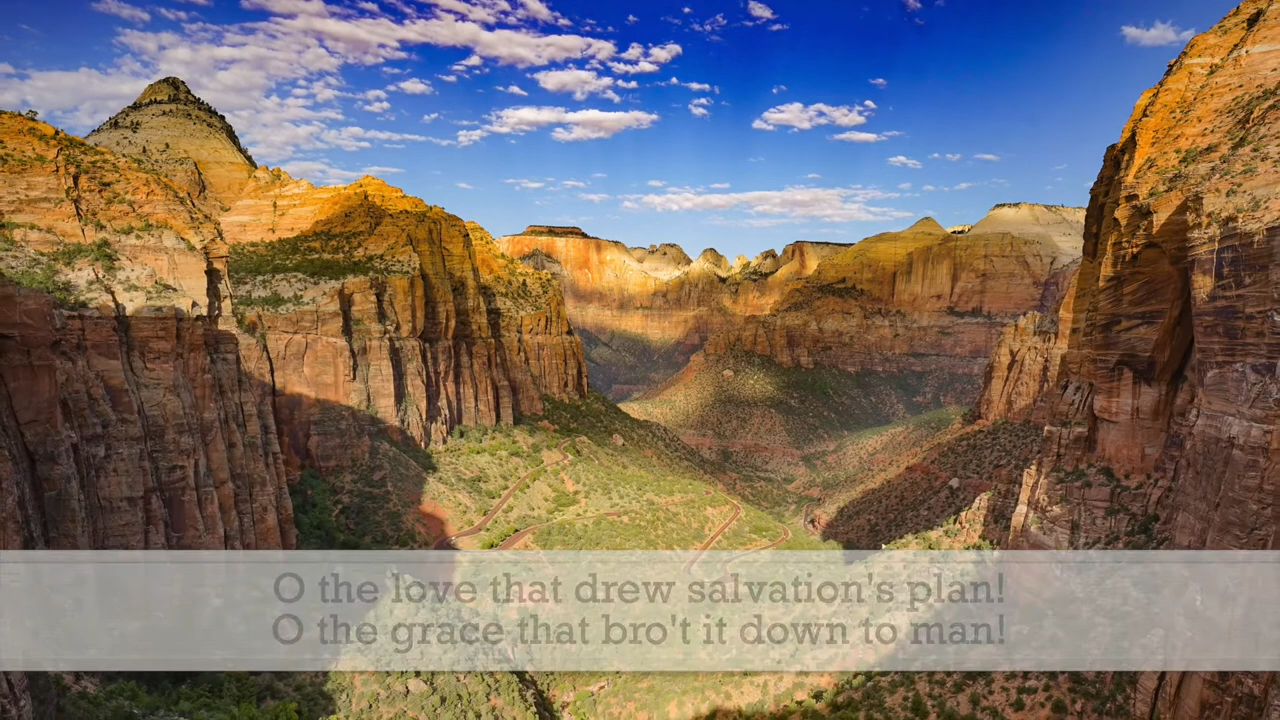 O the love that drew salvation's plan!
O the grace that bro't it down to man!